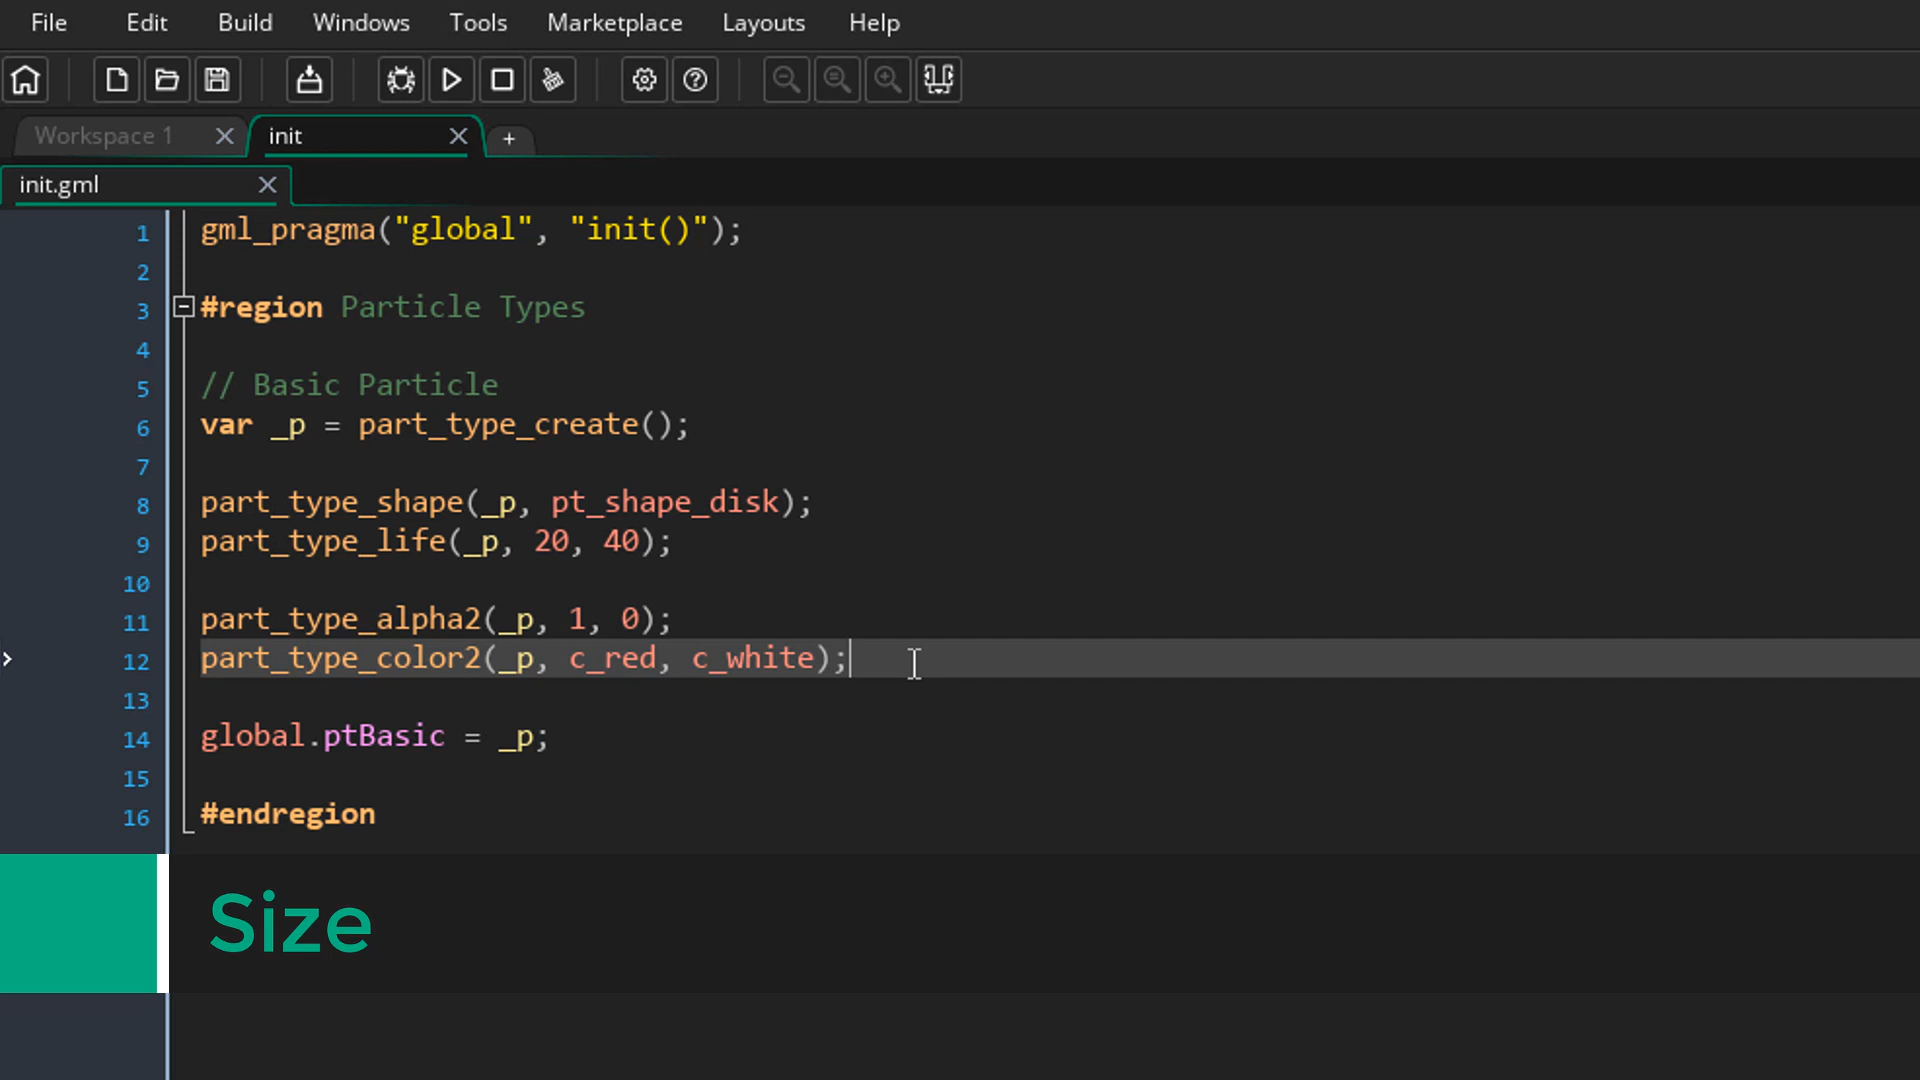 File Edit Build Windows Tools Marketplace Layouts Help
Workspace 1 init +
init.gml
1 gml_pragma("global", "init()");
2
3 #region Particle Types
4
5 // Basic Particle
6 var _p = part_type_create();
7
8 part_type_shape(_p, pt_shape_disk);
9 part_type_life(_p, 20, 40);
10
11 part_type_alpha2(_p, 1, 0);
12 part_type_color2(_p, c_red, c_white);
13
14 global.ptBasic = _p;
15
16 #endregion
Size